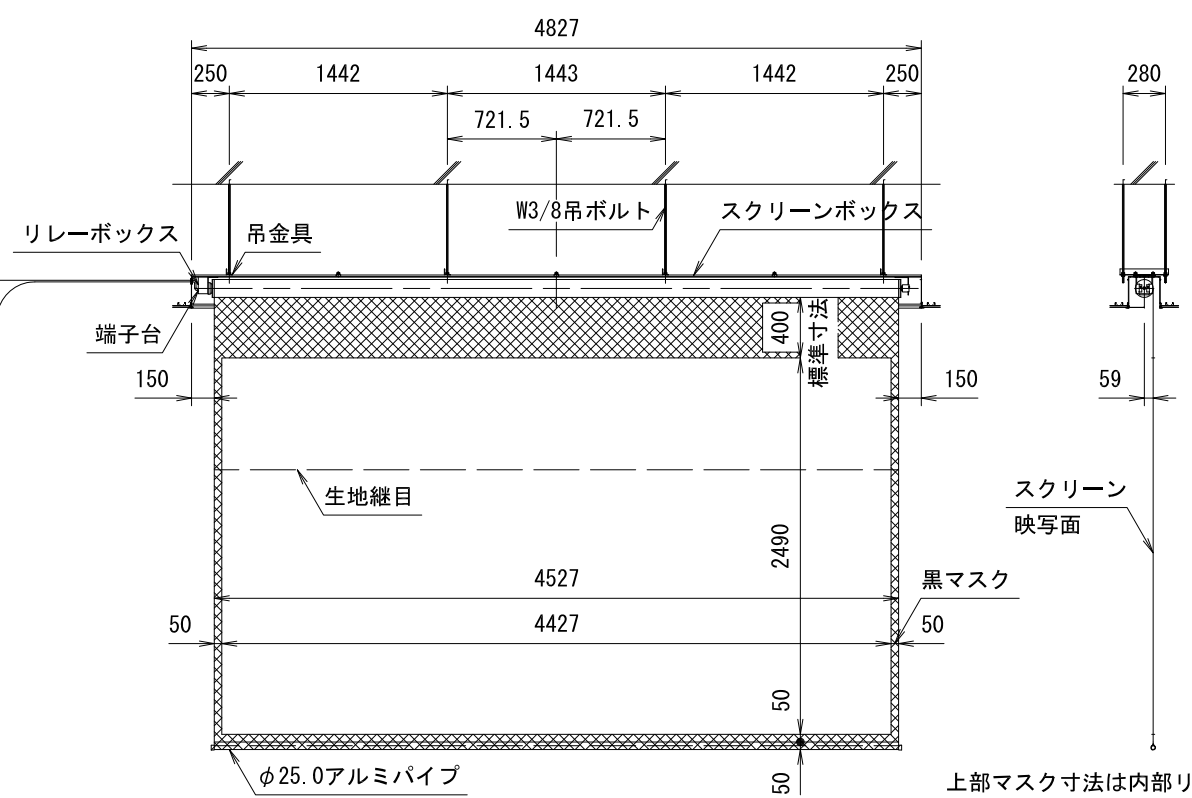 4827
250
1442
1443
1442
250
280
721.5
721.5
W3/8吊ボルト
スクリーンボックス
リレーボックス
吊金具
端子台
400
標準寸法
150
150
59
生地継目
スクリーン
映写面
2490
4527
黒マスク
50
4427
50
50
φ25.0アルミパイプ
50
上部マスク寸法は内部リ